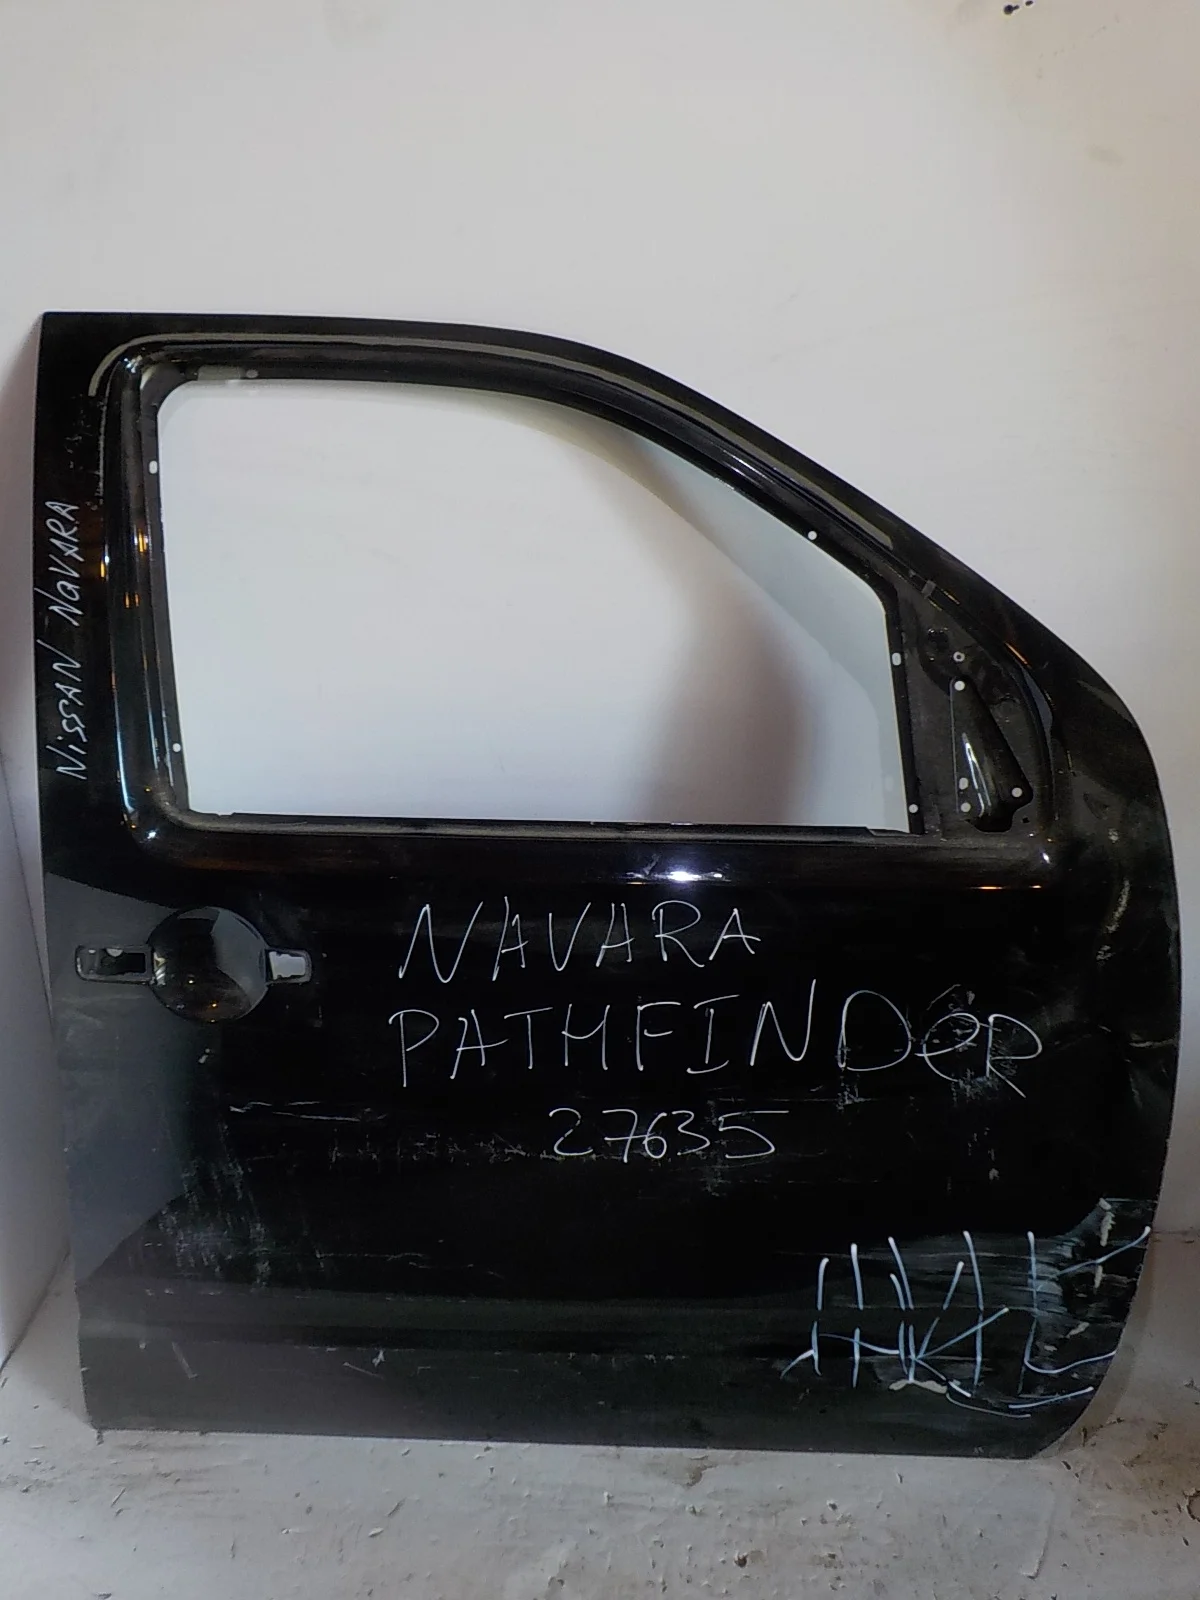 NissAN NaVARA
NAVARA
PATHFINDeR
27635